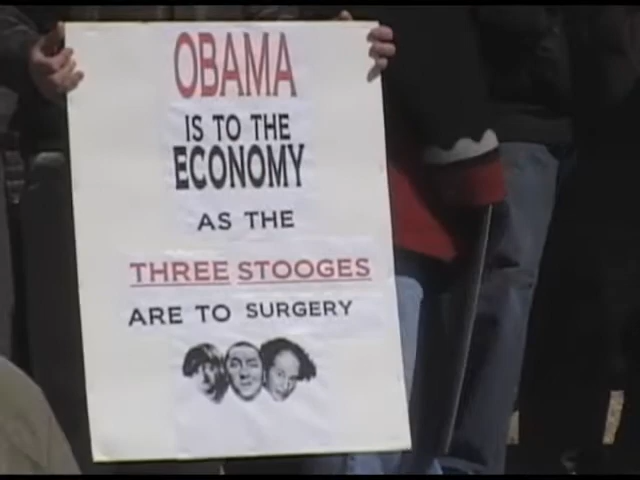 OBAMA
IS TO THE
ECONOMY
AS THE
THREE STOOGES
ARE TO SURGERY